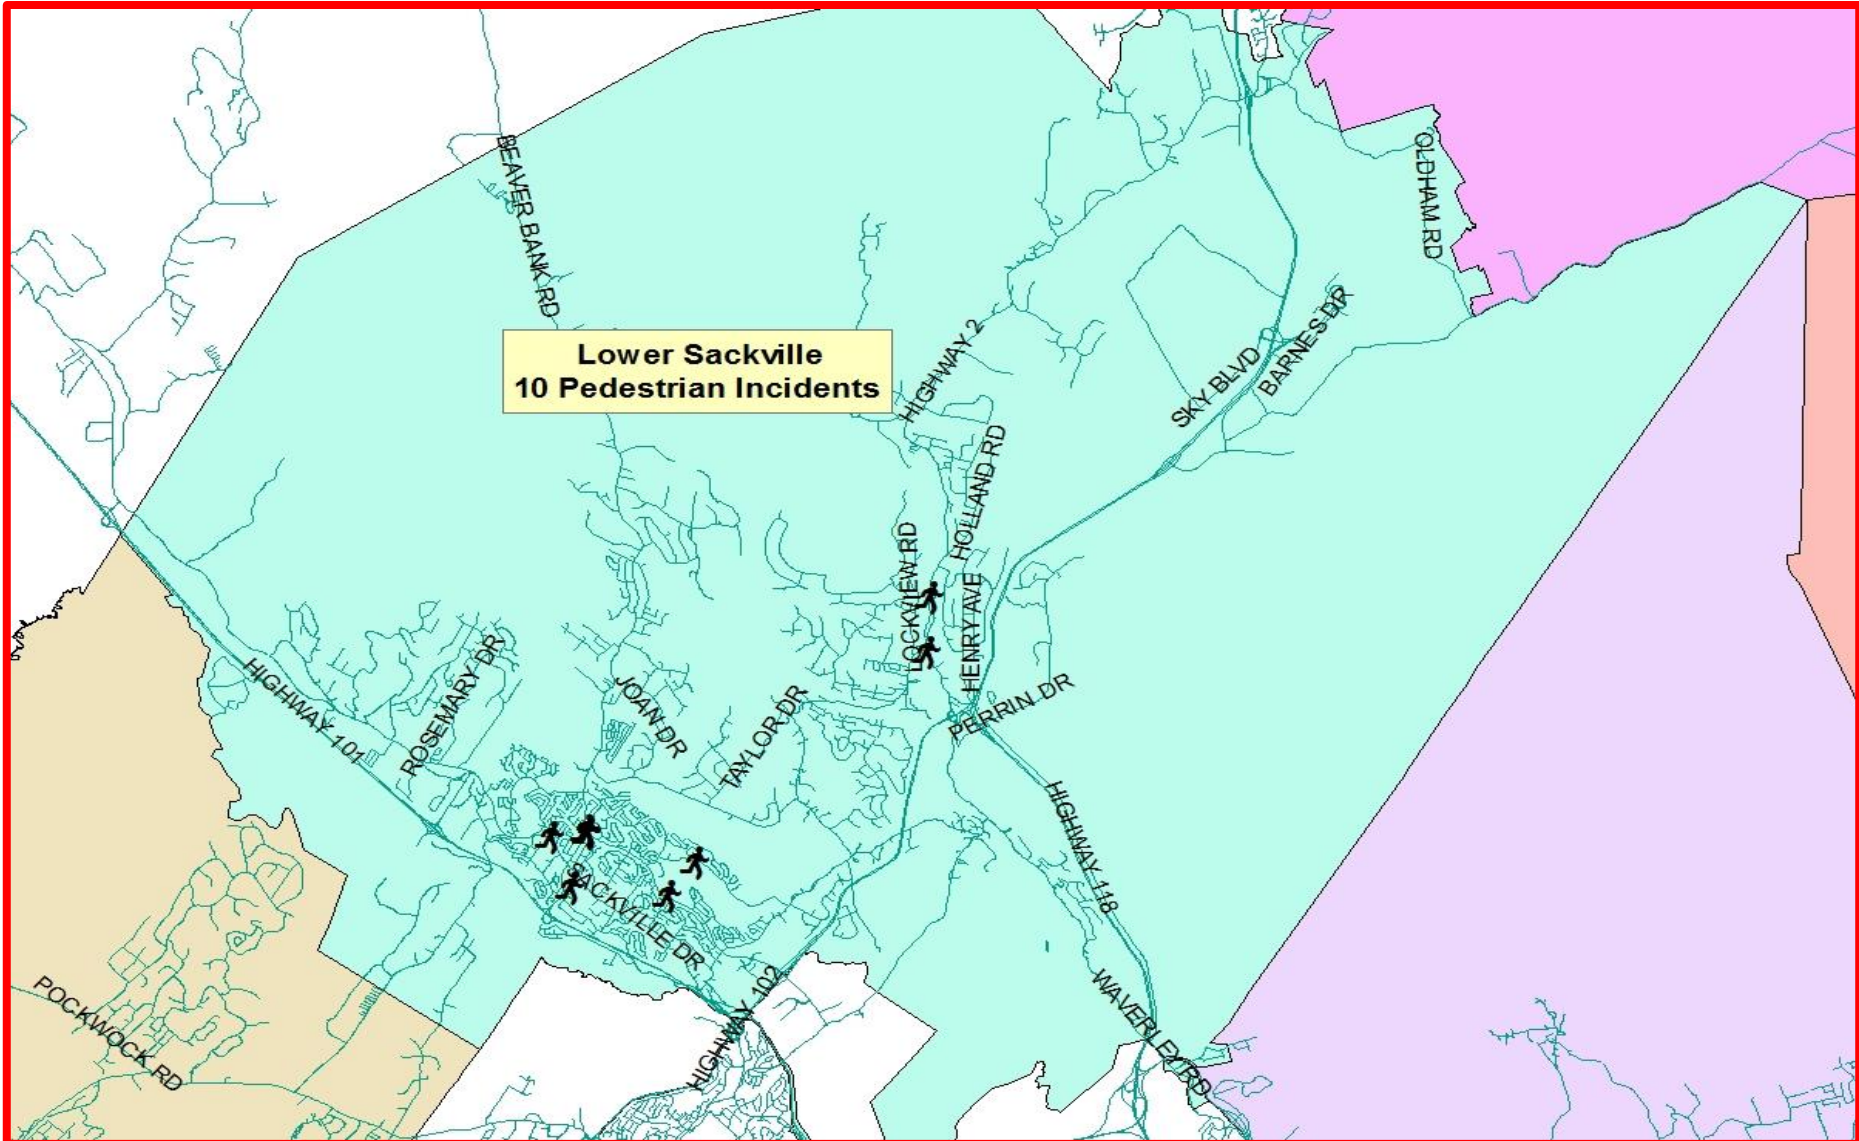 BEAVER BANK RD
OLDHAM RD
Lower Sackville
10 Pedestrian Incidents
HIGHWAY 2
SKY BLVD
BARNES DR
HOLLAND RD
LOCKVIEW RD
HENRY AVE
HIGHWAY 101
ROSEMARY DR
JOAN DR
TAYLOR DR
PERRIN DR
HIGHWAY 118
SACKVILLE DR
HIGHWAY 102
POCKWOCK RD
WAVERLEY RD